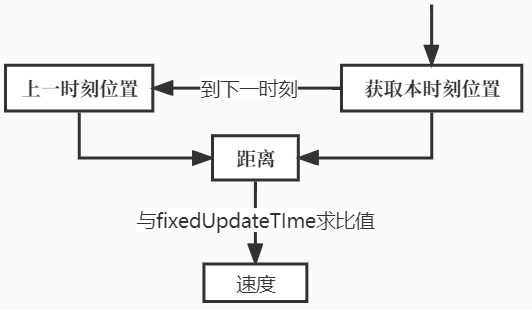 上一时刻位置
到下一时刻
获取本时刻位置
距离
与fixedUpdateTIme求比值
速度